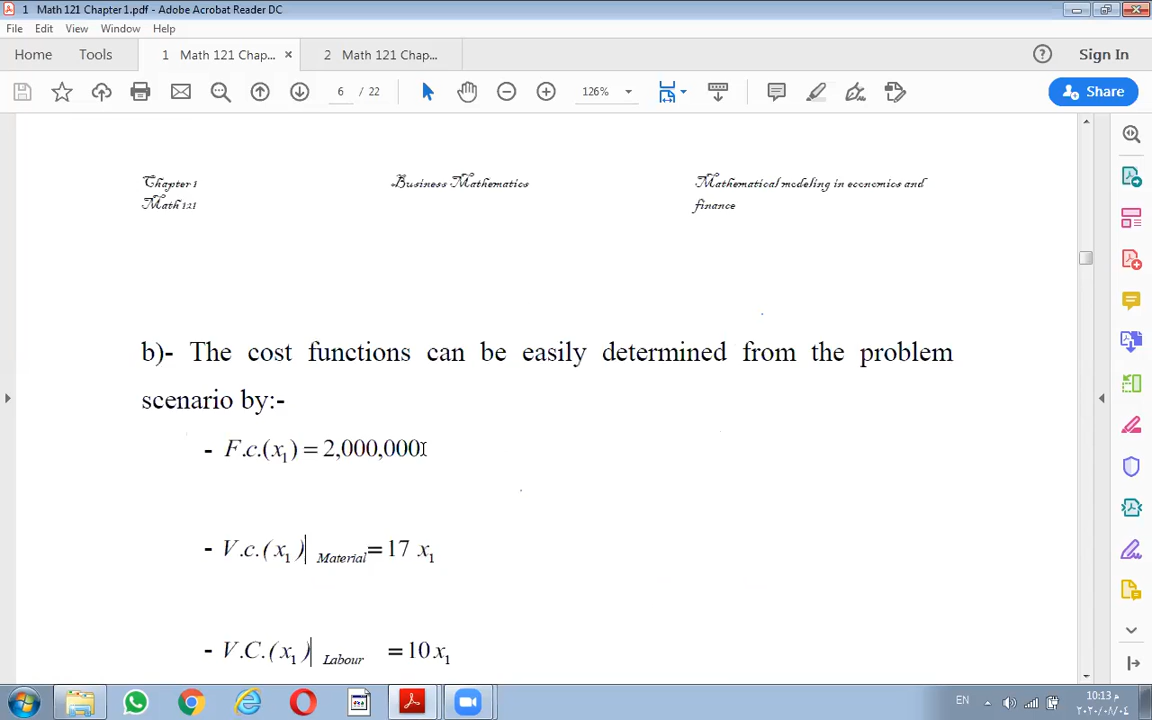 1 Math 121 Chapter 1.pdf - Adobe Acrobat Reader DC
File Edit View Window Help
Home Tools 1 Math 121 Chap... × 2 Math 121 Chap... Sign In
6 / 22 126% Share
Chapter 1 Business Mathematics Mathematical modeling in economics and
Math 121 finance
b)- The cost functions can be easily determined from the problem
scenario by:-
- F.c.(x₁) = 2,000,000
- V.c.(x₁)| Material = 17 x₁
- V.C.(x₁)| Labour = 10 x₁
EN 10:13 م
٢٠٢٠/٠٨/٠٤